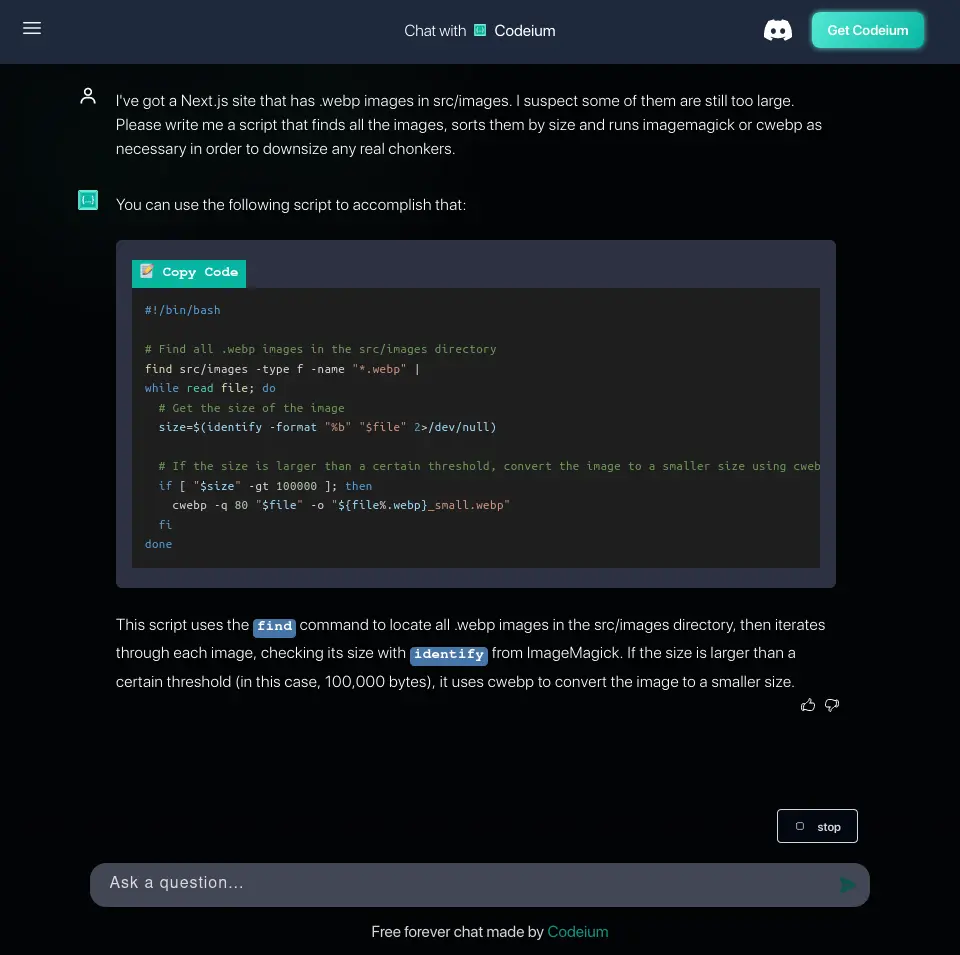 Chat with Codeium
Get Codeium
I've got a Next.js site that has .webp images in src/images. I suspect some of them are still too large.
Please write me a script that finds all the images, sorts them by size and runs imagemagick or cwebp as
necessary in order to downsize any real chonkers.
{...}
You can use the following script to accomplish that:
Copy Code
#!/bin/bash
# Find all .webp images in the src/images directory
find src/images -type f -name "*.webp" |
while read file; do
# Get the size of the image
size=$(identify -format "%b" "$file" 2>/dev/null)
# If the size is larger than a certain threshold, convert the image to a smaller size using cweb
if [ "$size" -gt 100000 ]; then
cwebp -q 80 "$file" -o "${file%.webp}_small.webp"
fi
done
This script uses the find command to locate all .webp images in the src/images directory, then iterates
through each image, checking its size with identify from ImageMagick. If the size is larger than a
certain threshold (in this case, 100,000 bytes), it uses cwebp to convert the image to a smaller size.
stop
Ask a question...
Free forever chat made by Codeium